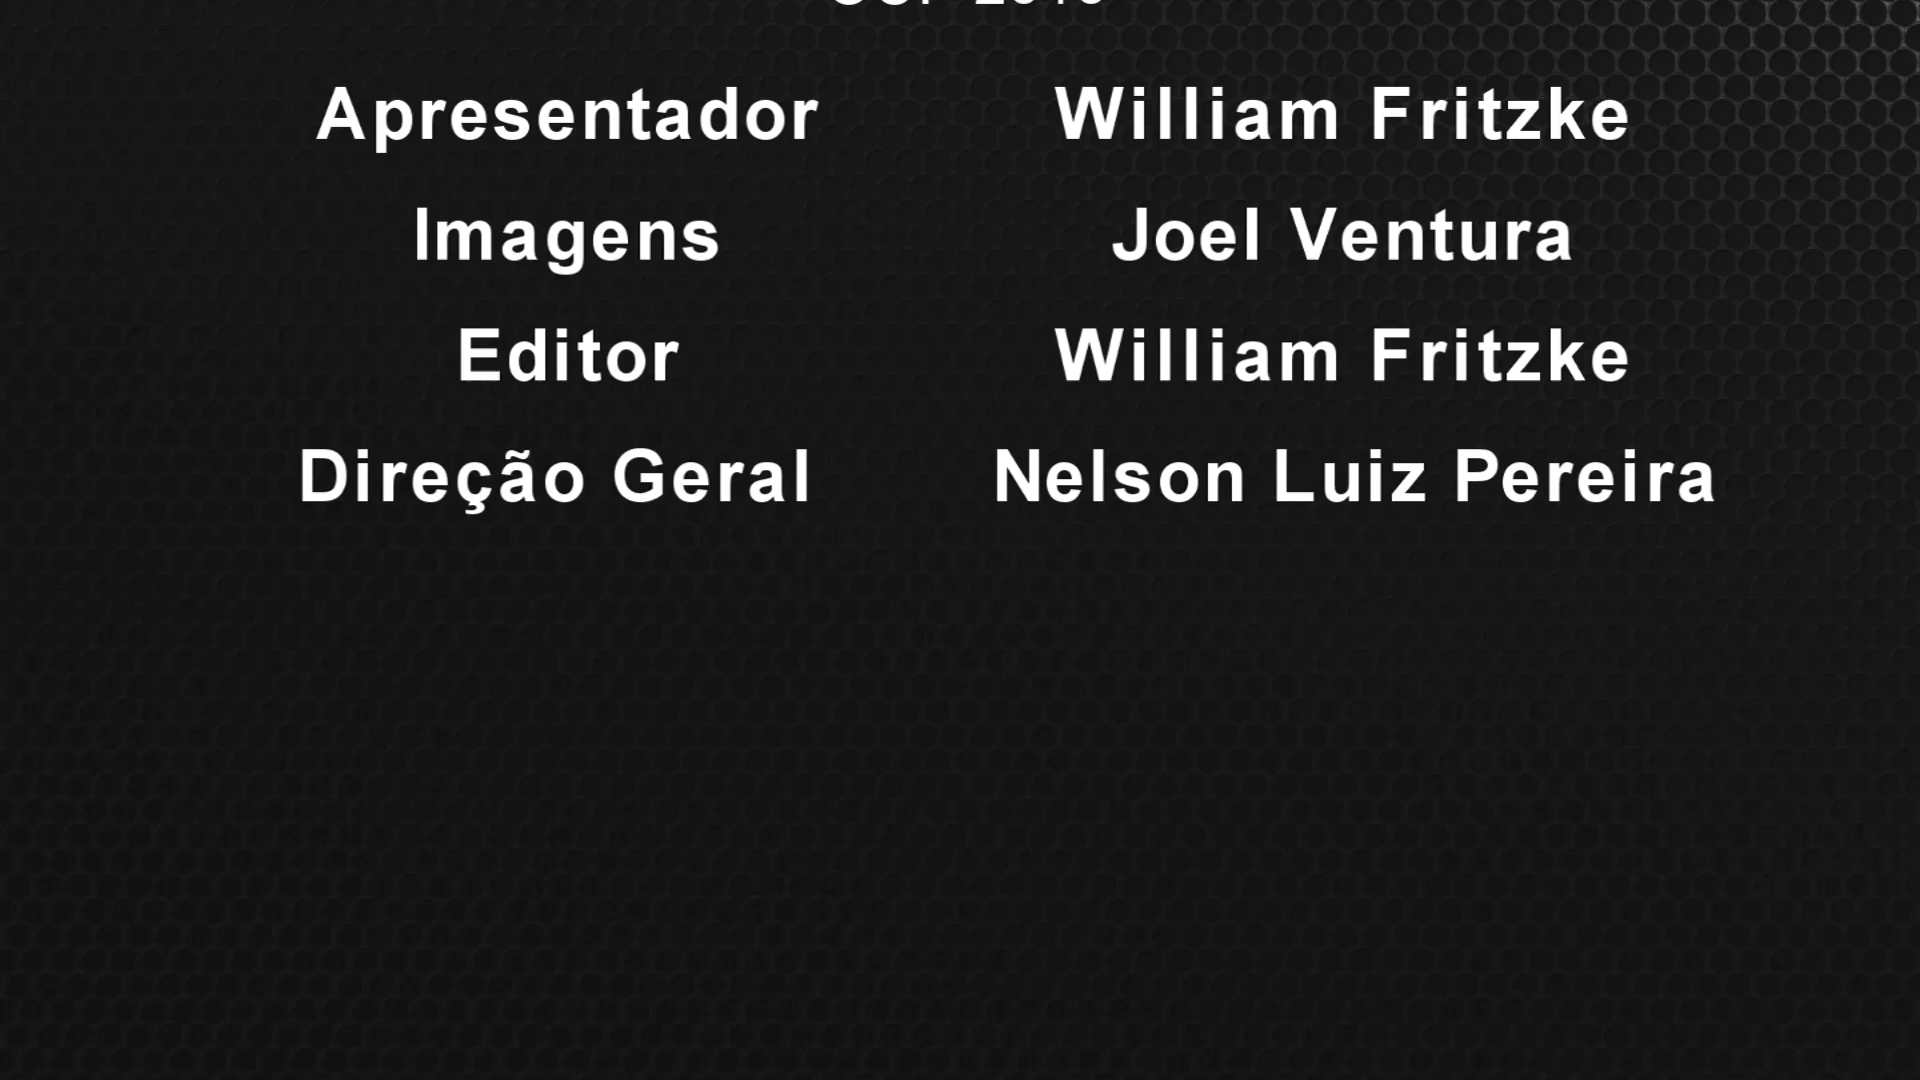 Apresentador William Fritzke
Imagens Joel Ventura
Editor William Fritzke
Direção Geral Nelson Luiz Pereira